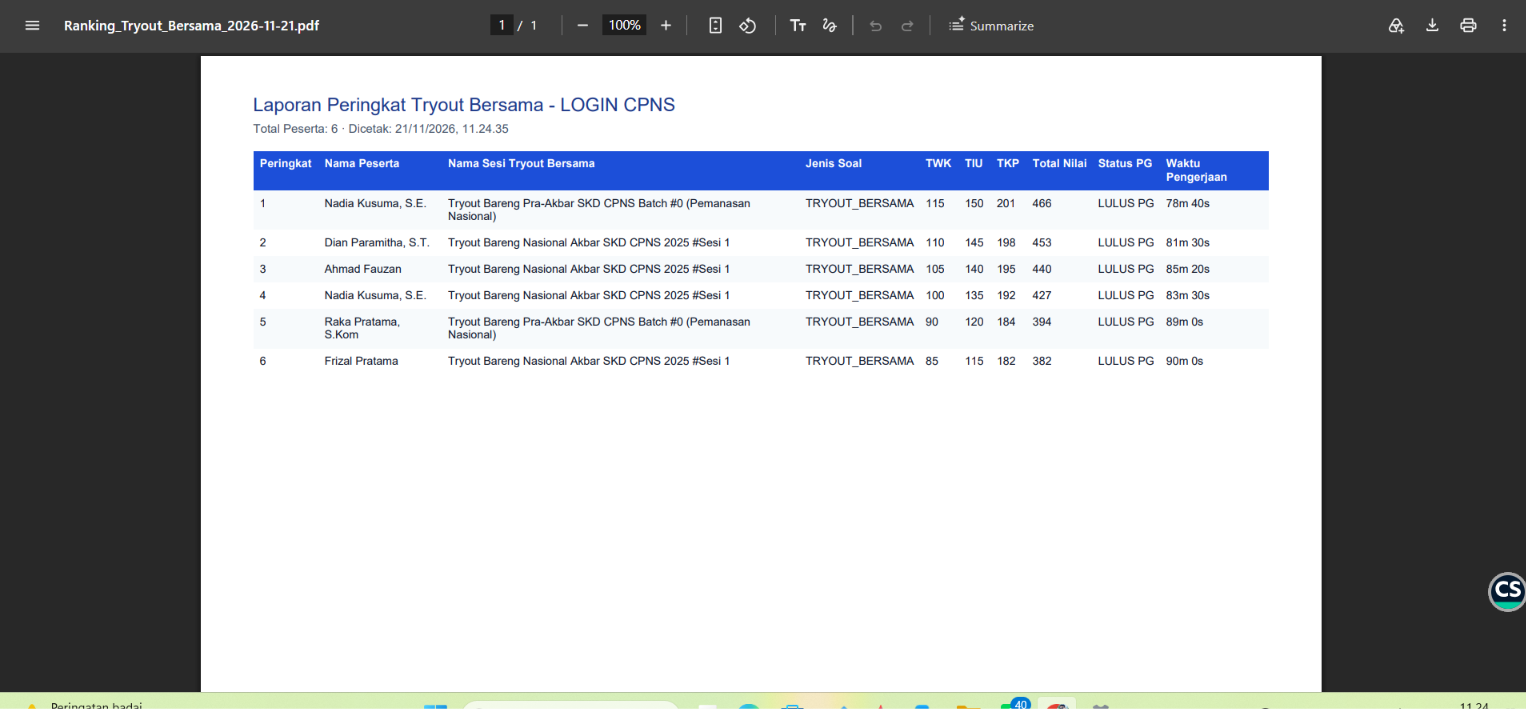 Ranking_Tryout_Bersama_2026-11-21.pdf
1 / 1
100%
Summarize
Laporan Peringkat Tryout Bersama - LOGIN CPNS
Total Peserta: 6 · Dicetak: 21/11/2026, 11.24.35
Peringkat Nama Peserta Nama Sesi Tryout Bersama Jenis Soal TWK TIU TKP Total Nilai Status PG Waktu
Pengerjaan
1 Nadia Kusuma, S.E. Tryout Bareng Pra-Akbar SKD CPNS Batch #0 (Pemanasan TRYOUT_BERSAMA 115 150 201 466 LULUS PG 78m 40s
Nasional)
2 Dian Paramitha, S.T. Tryout Bareng Nasional Akbar SKD CPNS 2025 #Sesi 1 TRYOUT_BERSAMA 110 145 198 453 LULUS PG 81m 30s
3 Ahmad Fauzan Tryout Bareng Nasional Akbar SKD CPNS 2025 #Sesi 1 TRYOUT_BERSAMA 105 140 195 440 LULUS PG 85m 20s
4 Nadia Kusuma, S.E. Tryout Bareng Nasional Akbar SKD CPNS 2025 #Sesi 1 TRYOUT_BERSAMA 100 135 192 427 LULUS PG 83m 30s
5 Raka Pratama, Tryout Bareng Pra-Akbar SKD CPNS Batch #0 (Pemanasan TRYOUT_BERSAMA 90 120 184 394 LULUS PG 89m 0s
S.Kom Nasional)
6 Frizal Pratama Tryout Bareng Nasional Akbar SKD CPNS 2025 #Sesi 1 TRYOUT_BERSAMA 85 115 182 382 LULUS PG 90m 0s
CS
Peringatan badai
40
11.24